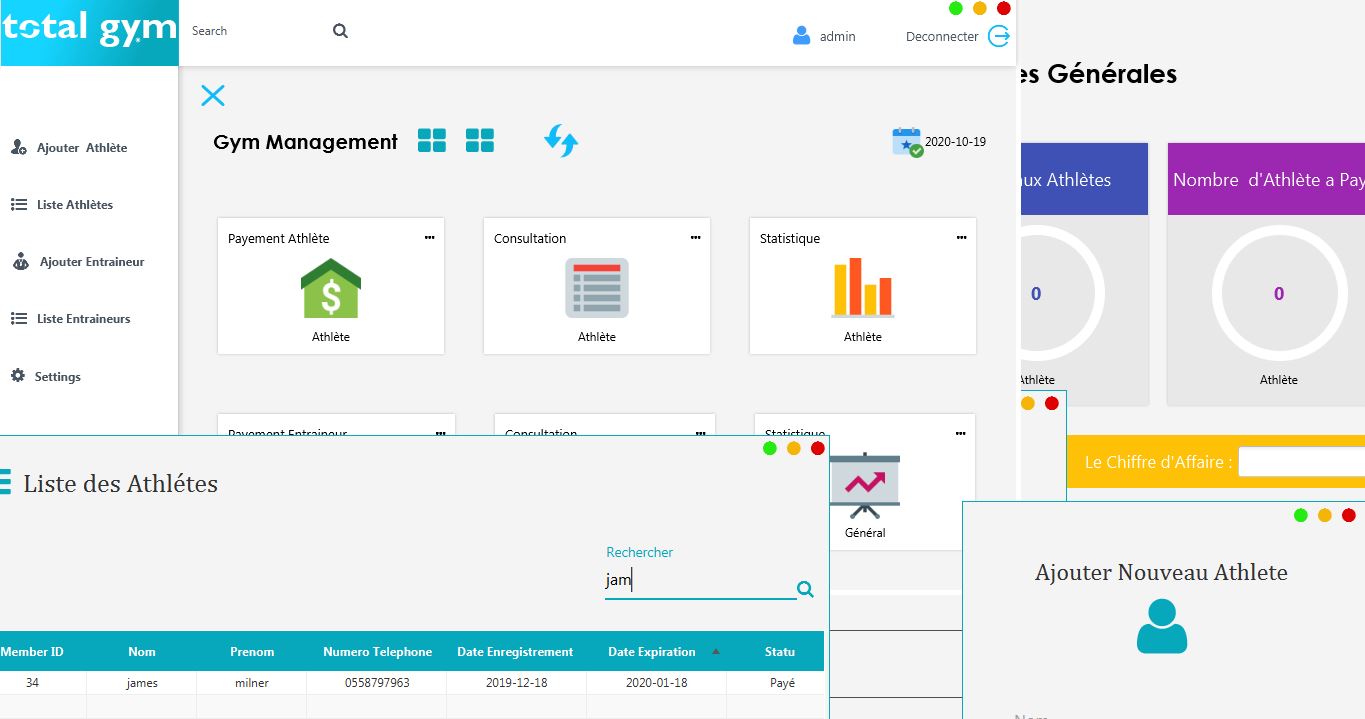 total gym
Search
admin
Deconnecter
es Générales
Gym Management
2020-10-19
Ajouter Athlète
Liste Athlètes
Ajouter Entraineur
Liste Entraineurs
Settings
Payement Athlète
Athlète
Consultation
Athlète
Statistique
Athlète
ux Athlètes
0
Athlète
Nombre d'Athlète a Pay
0
Athlète
Payement Entraineur
Consultation
Statistique
Général
Le Chiffre d'Affaire :
Liste des Athlétes
Rechercher
jam
Member ID Nom Prenom Numero Telephone Date Enregistrement Date Expiration Statu
34 james milner 0558797963 2019-12-18 2020-01-18 Payé
Ajouter Nouveau Athlete
Nom